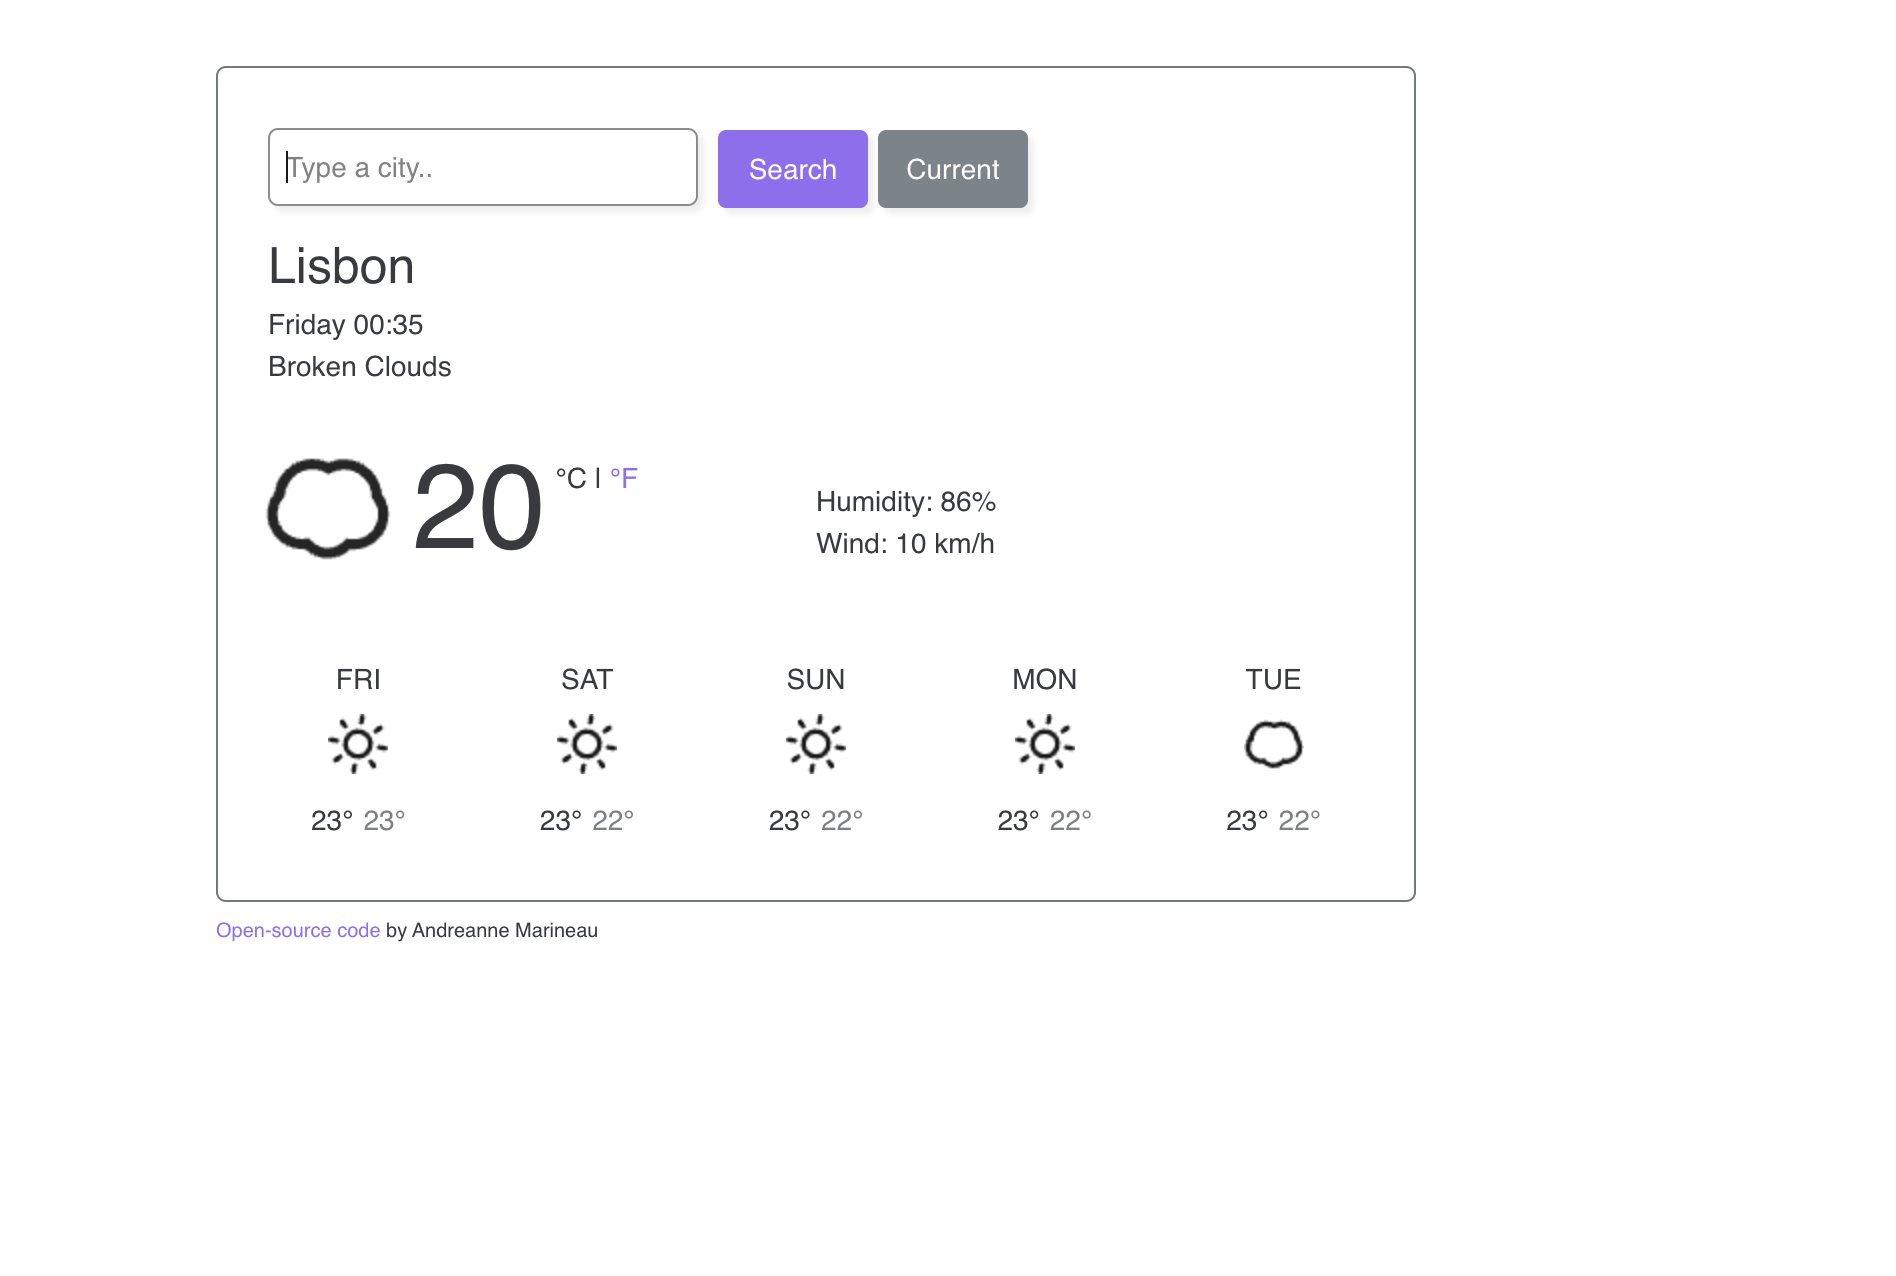 Type a city..
Search
Current
Lisbon
Friday 00:35
Broken Clouds
20 °C | °F
Humidity: 86%
Wind: 10 km/h
FRI SAT SUN MON TUE
23° 23° 23° 22° 23° 22° 23° 22° 23° 22°
Open-source code by Andreanne Marineau